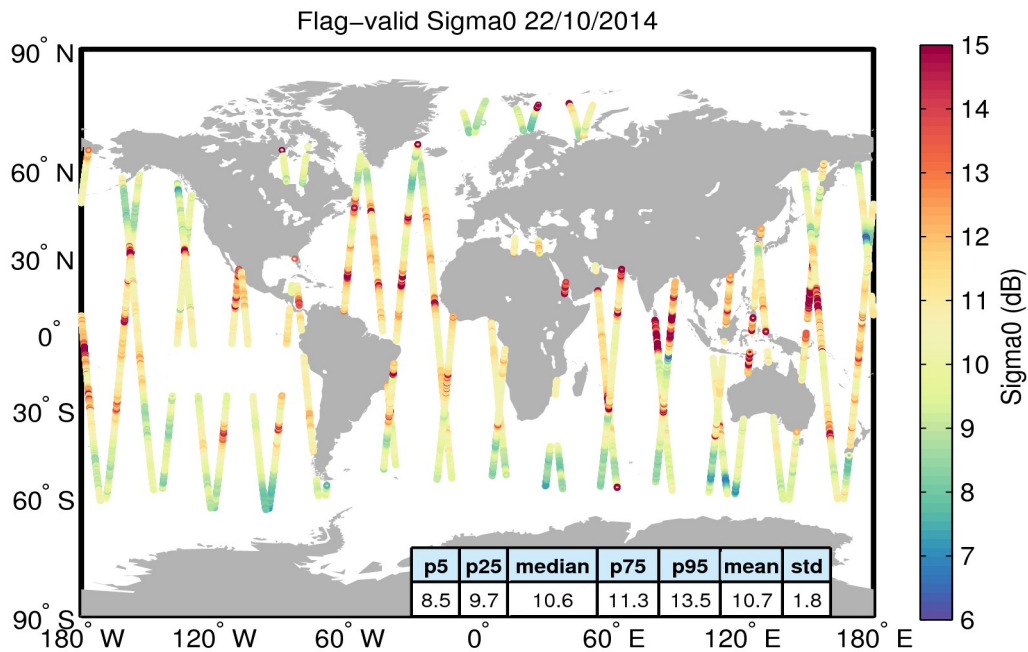 Flag−valid Sigma0 22/10/2014
90° N
60° N
30° N
0°
30° S
60° S
90° S
180° W
120° W
60° W
0°
60° E
120° E
180° E
15
14
13
12
11
10
9
8
7
6
Sigma0 (dB)
p5 p25 median p75 p95 mean std
8.5 9.7 10.6 11.3 13.5 10.7 1.8